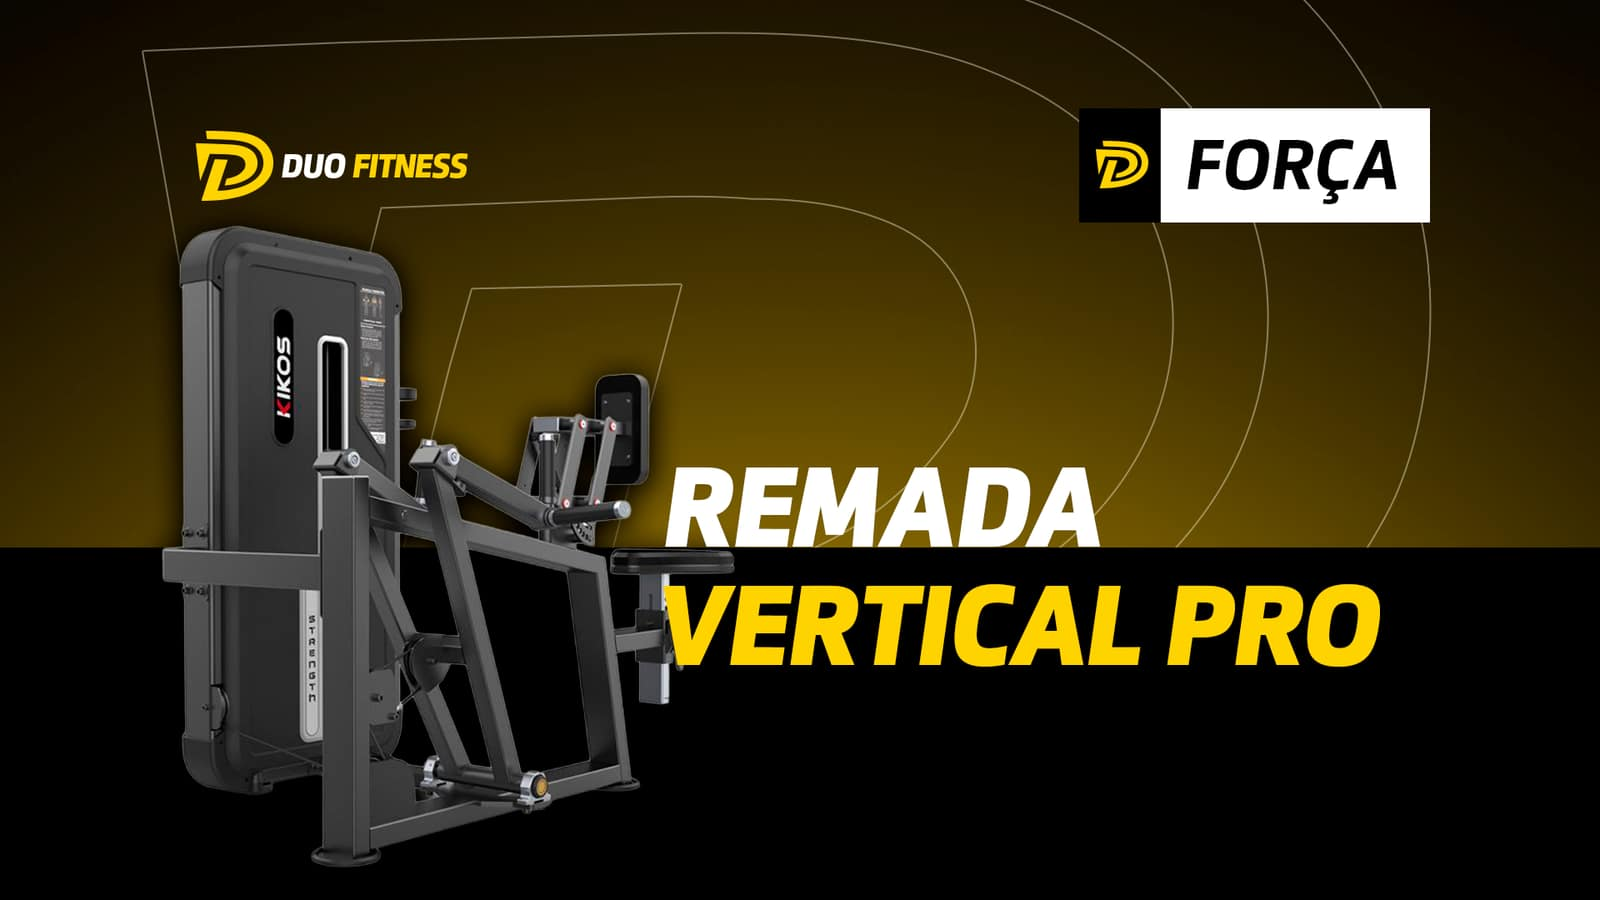 DUO FITNESS
FORÇA
KIKOS
STRENGTH
REMADA
VERTICAL PRO